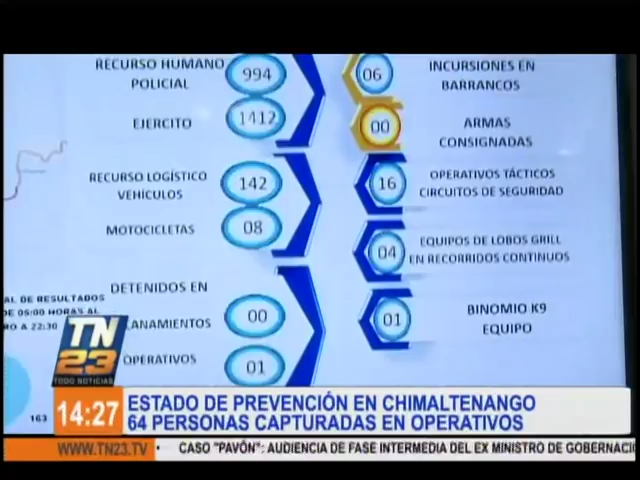 RECURSO HUMANO
POLICIAL
994
EJERCITO
1412
RECURSO LOGÍSTICO
VEHÍCULOS
142
MOTOCICLETAS
08
DETENIDOS EN
00
01
OPERATIVOS
06
INCURSIONES EN
BARRANCOS
00
ARMAS
CONSIGNADAS
16
OPERATIVOS TÁCTICOS
CIRCUITOS DE SEGURIDAD
04
EQUIPOS DE LOBOS GRILL
EN RECORRIDOS CONTINUOS
01
BINOMIO K9
EQUIPO
AL DE RESULTADOS
DE 05:00 HORAS AL
RO A 22:30
163
TN
23
TODO NOTICIAS
14:27
ESTADO DE PREVENCIÓN EN CHIMALTENANGO
64 PERSONAS CAPTURADAS EN OPERATIVOS
WWW.TN23.TV
CASO "PAVÓN": AUDIENCIA DE FASE INTERMEDIA DEL EX MINISTRO DE GOBERNACI